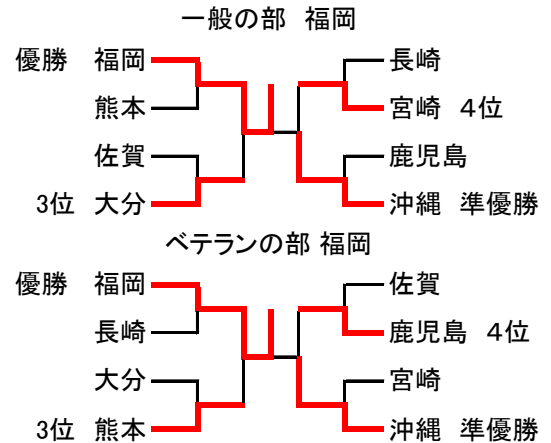 一般の部 福岡
優勝 福岡
長崎
熊本
宮崎 ４位
佐賀
鹿児島
3位 大分
沖縄 準優勝
ベテランの部 福岡
優勝 福岡
佐賀
長崎
鹿児島 ４位
大分
宮崎
3位 熊本
沖縄 準優勝